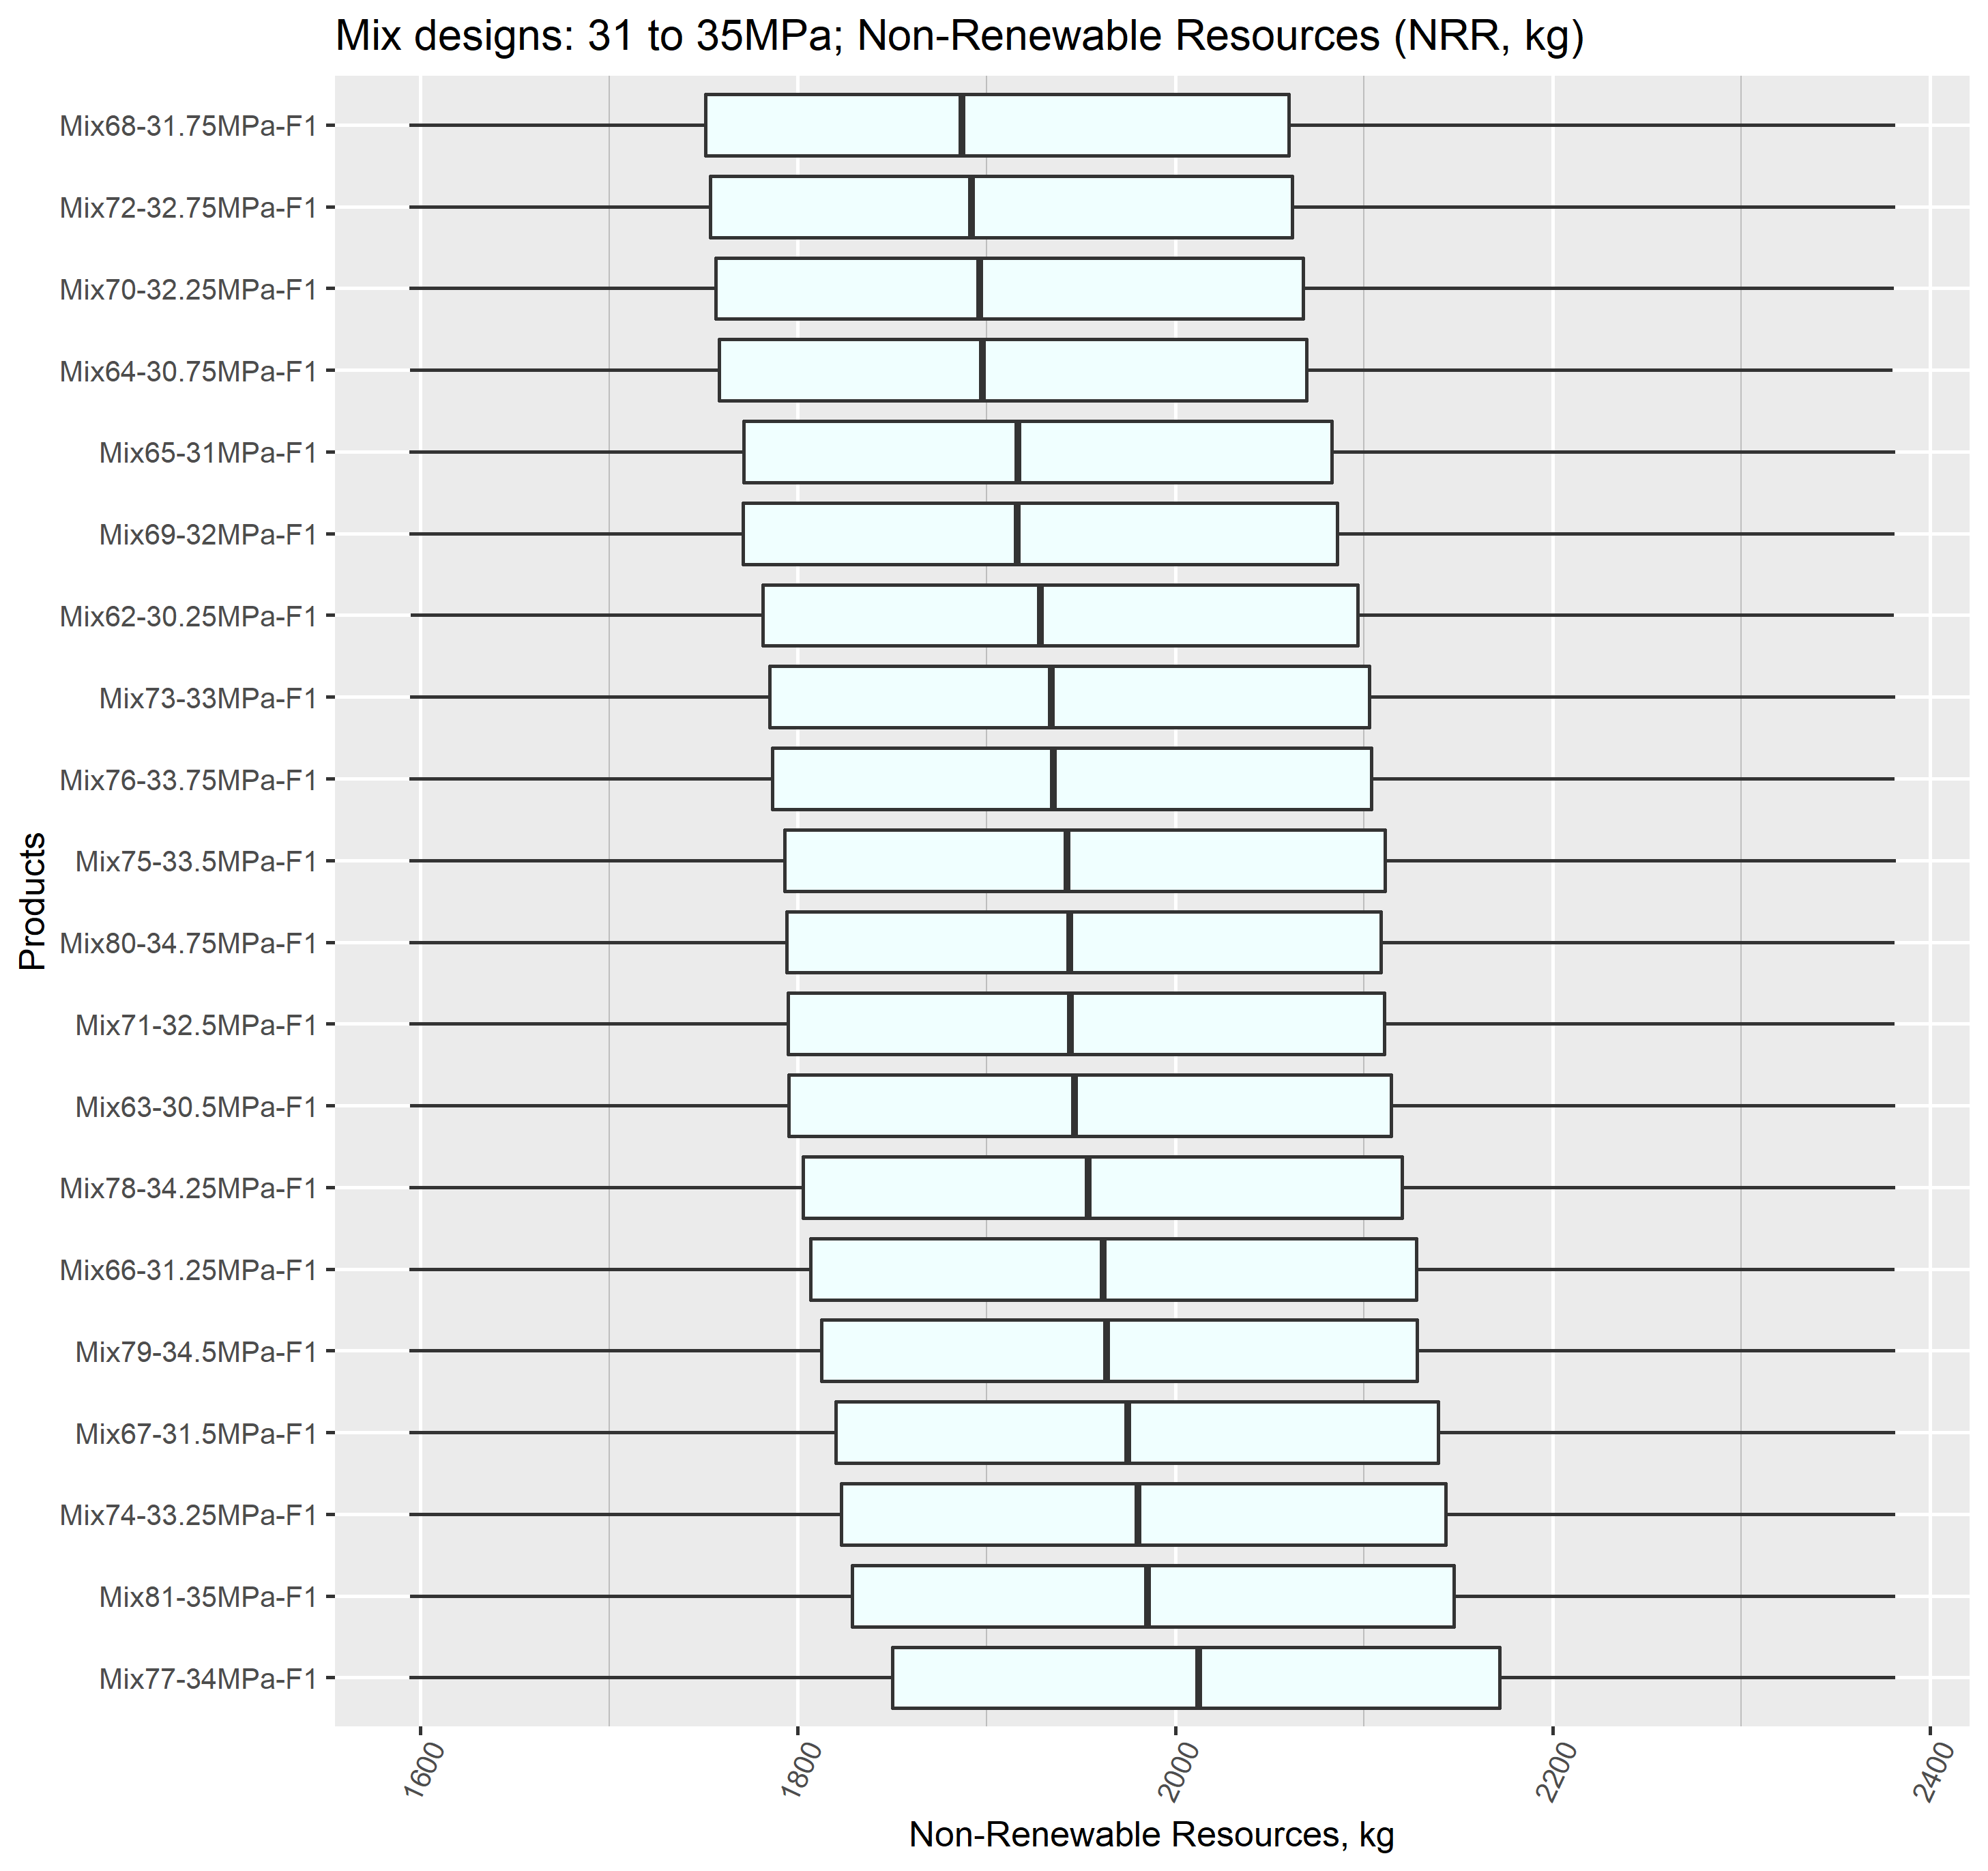 Mix designs: 31 to 35MPa; Non-Renewable Resources (NRR, kg)
Mix68-31.75MPa-F1
Mix72-32.75MPa-F1
Mix70-32.25MPa-F1
Mix64-30.75MPa-F1
Mix65-31MPa-F1
Mix69-32MPa-F1
Mix62-30.25MPa-F1
Mix73-33MPa-F1
Mix76-33.75MPa-F1
Mix75-33.5MPa-F1
Mix80-34.75MPa-F1
Mix71-32.5MPa-F1
Mix63-30.5MPa-F1
Mix78-34.25MPa-F1
Mix66-31.25MPa-F1
Mix79-34.5MPa-F1
Mix67-31.5MPa-F1
Mix74-33.25MPa-F1
Mix81-35MPa-F1
Mix77-34MPa-F1
Products
1600
1800
2000
2200
2400
Non-Renewable Resources, kg